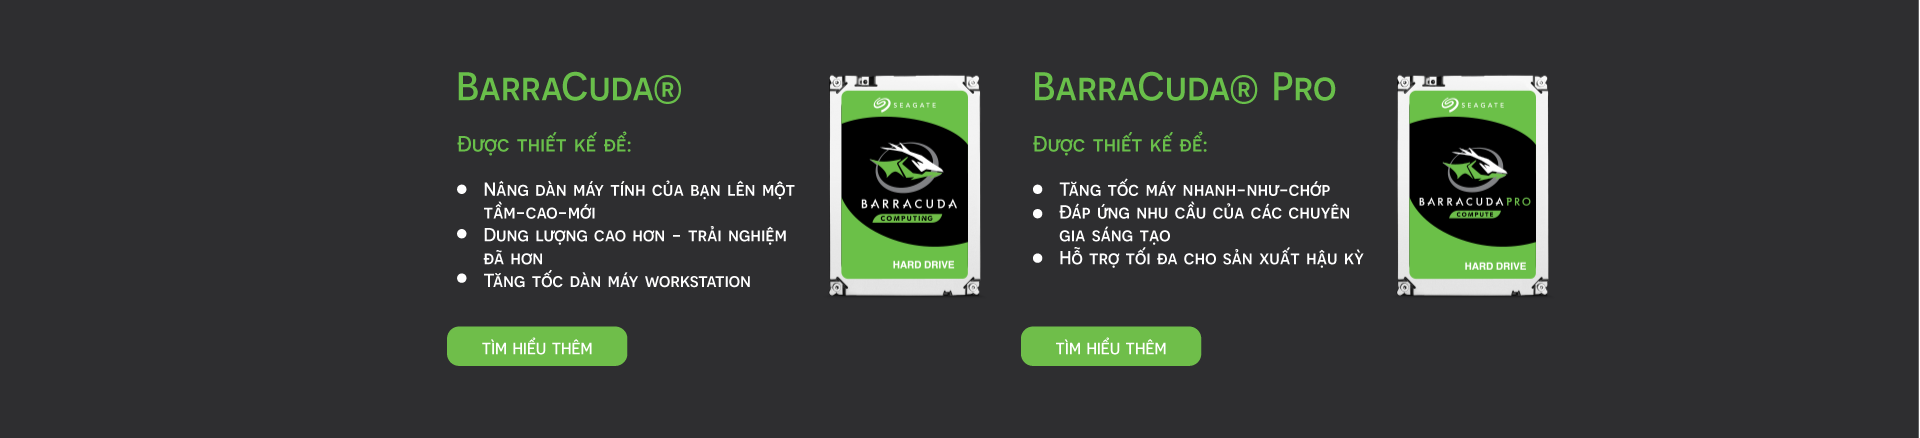 BarraCuda®
Được thiết kế để:
Nâng dàn máy tính của bạn lên một
tầm-cao-mới
Dung lượng cao hơn - trải nghiệm
đã hơn
Tăng tốc dàn máy workstation
TÌM HIỂU THÊM
SEAGATE
BARRACUDA
COMPUTING
HARD DRIVE
BarraCuda® Pro
Được thiết kế để:
Tăng tốc máy nhanh-như-chớp
Đáp ứng nhu cầu của các chuyên
gia sáng tạo
Hỗ trợ tối đa cho sản xuất hậu kỳ
TÌM HIỂU THÊM
SEAGATE
BARRACUDAPRO
COMPUTE
HARD DRIVE